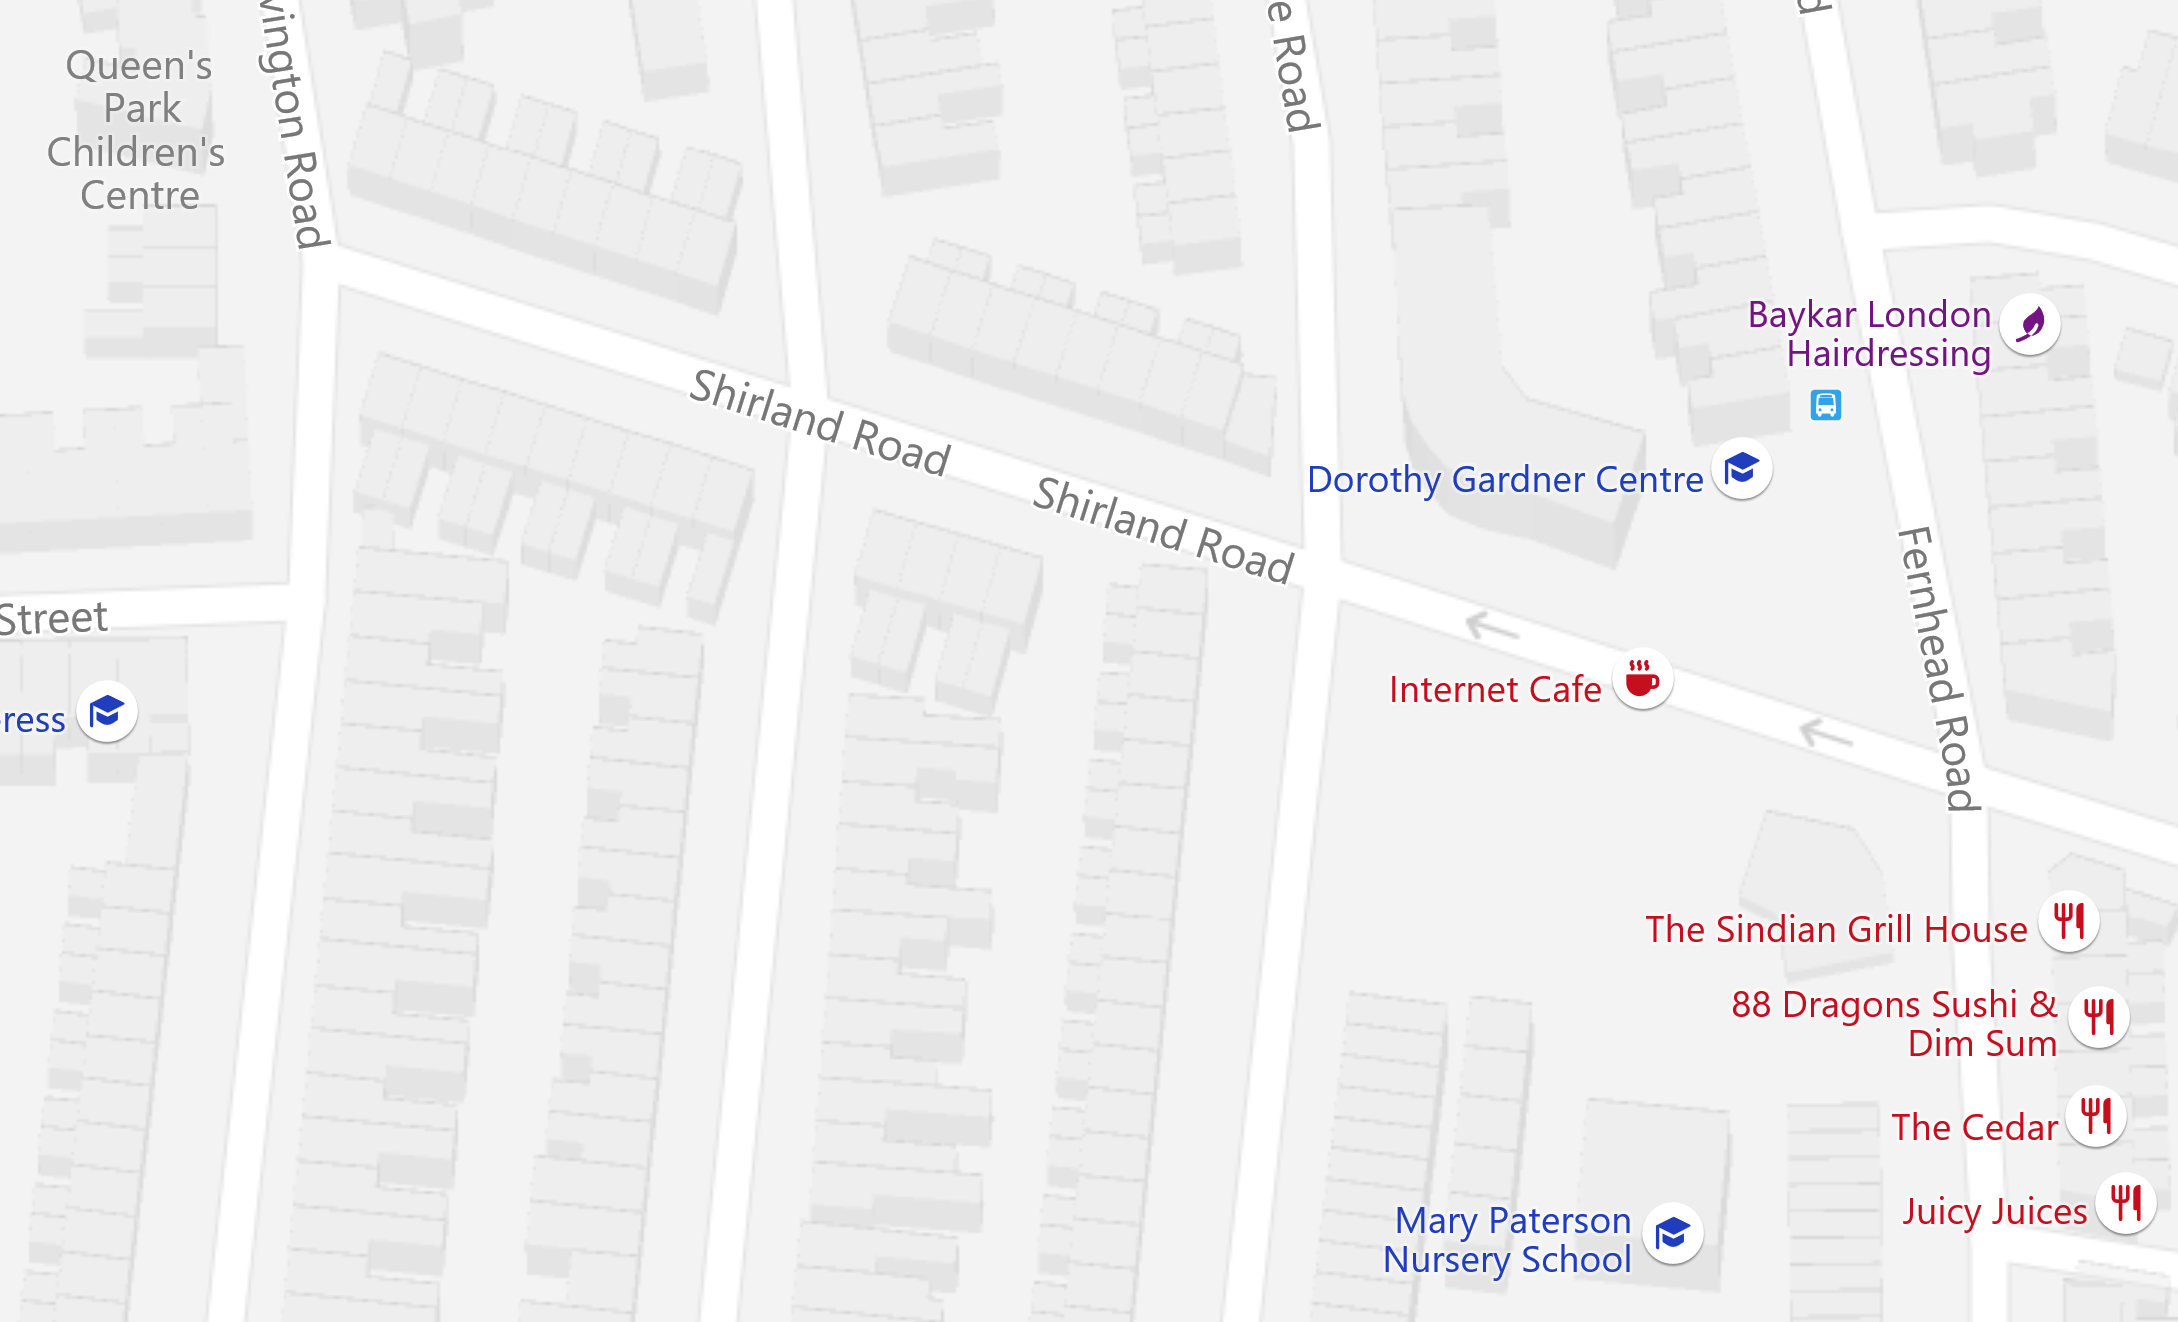 Queen's
Park
Children's
Centre
Road
Road
Shirland Road
Shirland Road
Baykar London
Hairdressing
Dorothy Gardner Centre
Fernhead Road
Street
Internet Cafe
The Sindian Grill House
88 Dragons Sushi &
Dim Sum
The Cedar
Juicy Juices
Mary Paterson
Nursery School